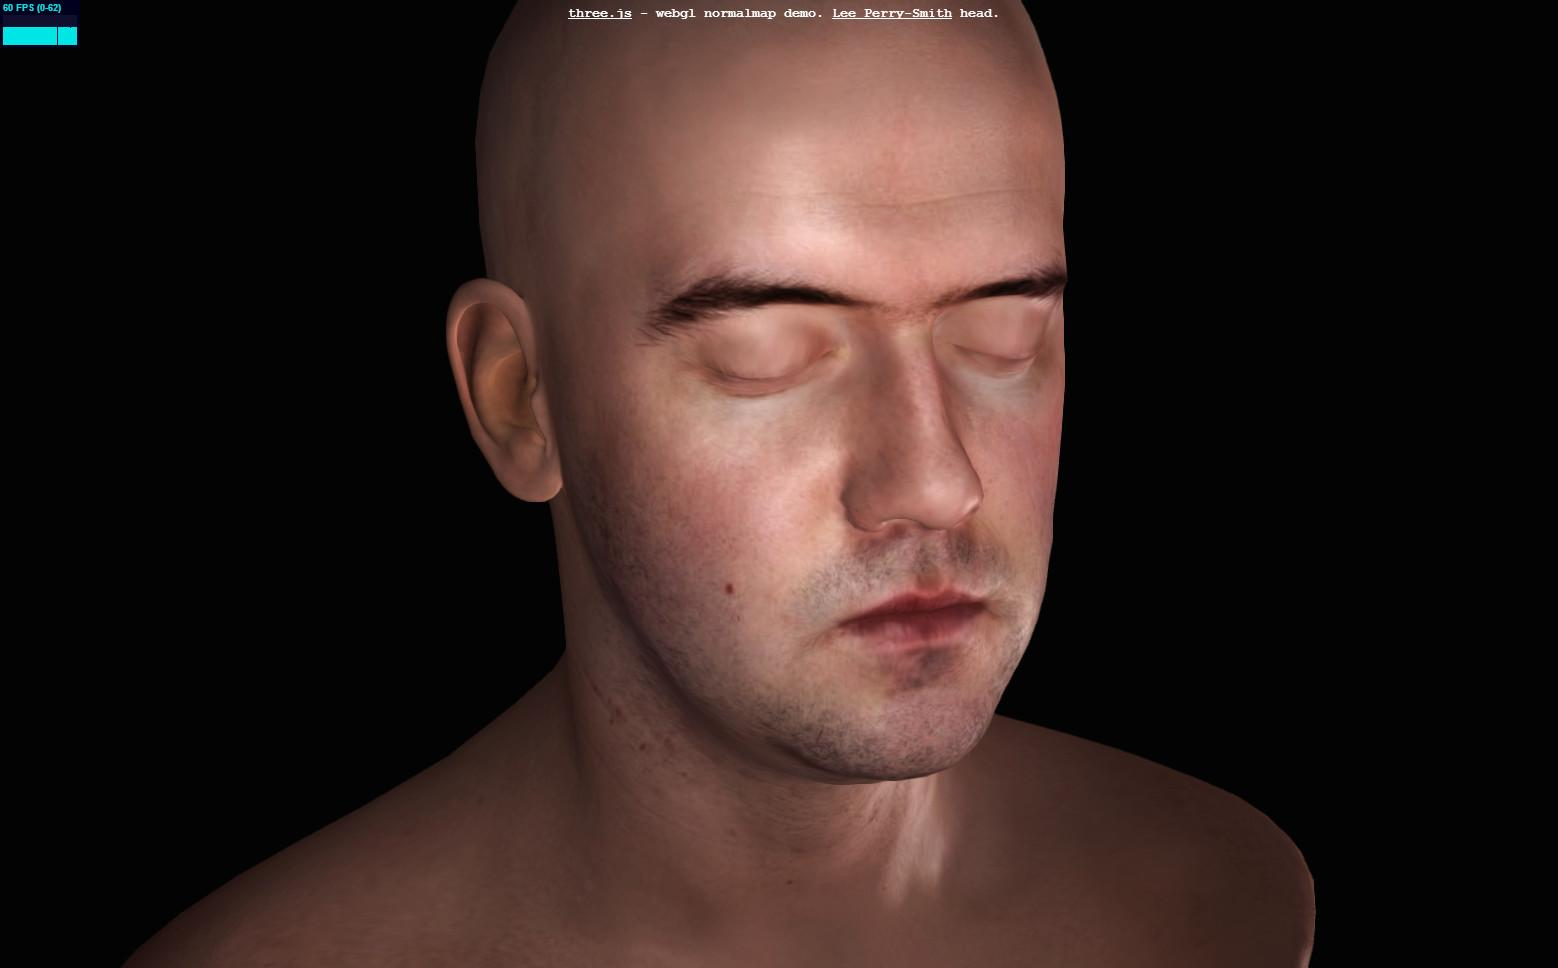 60 FPS (0-62)
three.js - webgl normalmap demo. Lee Perry-Smith head.